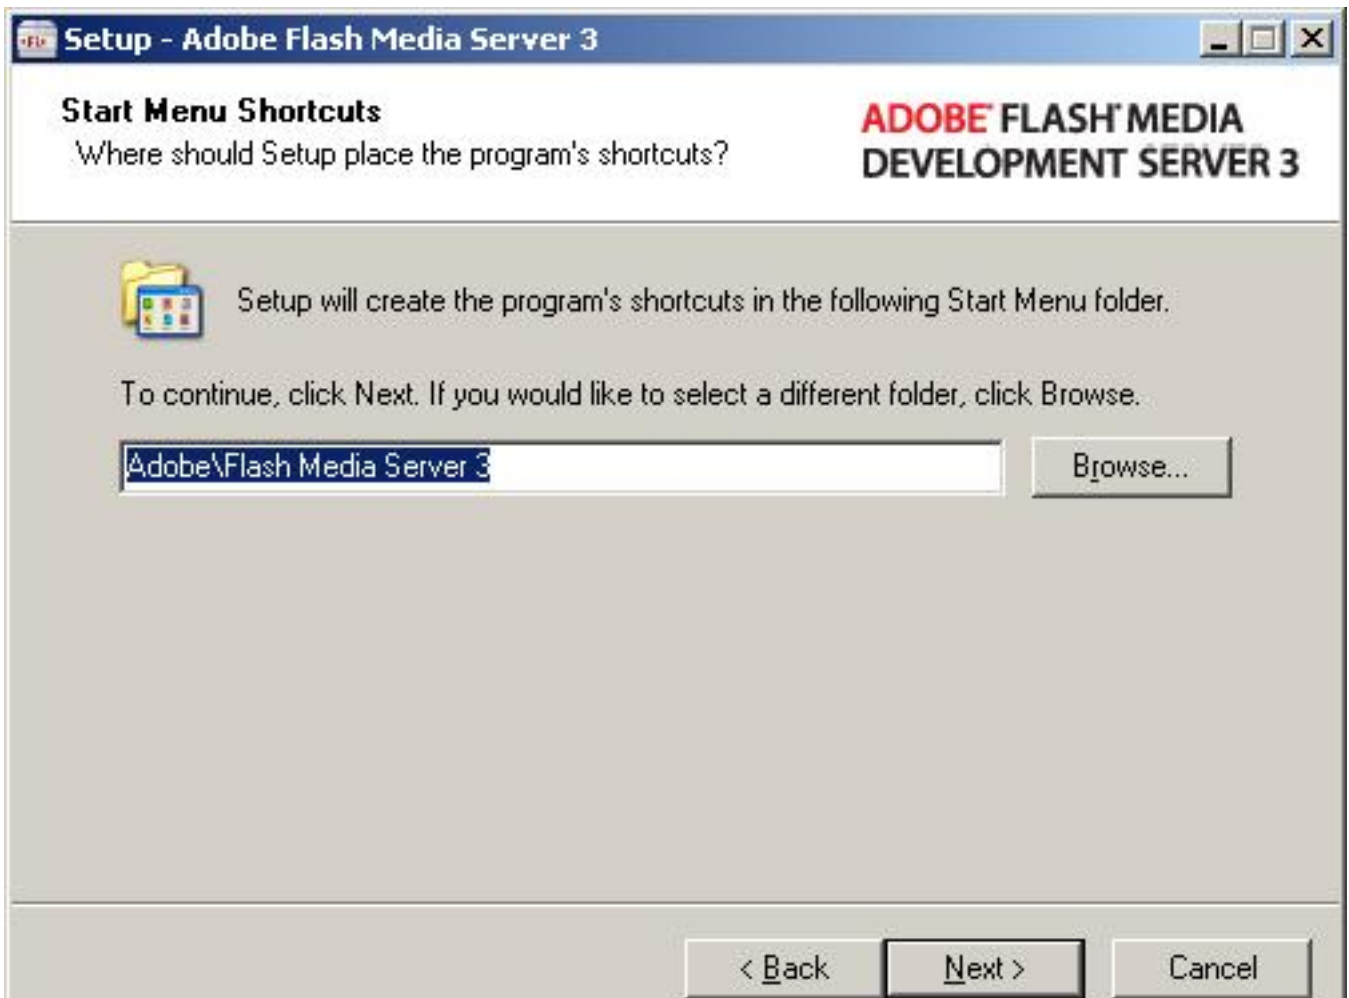 Setup - Adobe Flash Media Server 3
Start Menu Shortcuts
Where should Setup place the program's shortcuts?
ADOBE® FLASH® MEDIA
DEVELOPMENT SERVER 3
Setup will create the program's shortcuts in the following Start Menu folder.
To continue, click Next. If you would like to select a different folder, click Browse.
Adobe\Flash Media Server 3
Browse...
< Back
Next >
Cancel